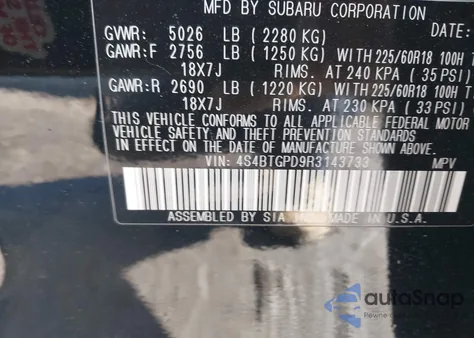 MFD BY SUBARU CORPORATION
GVWR: 5026 LB (2280 KG) DATE:
GAWR:F 2756 LB (1250 KG) WITH 225/60R18 100H T
18X7J RIMS. AT 240 KPA (35 PSI)
GAWR:R 2690 LB (1220 KG) WITH 225/60R18 100H T
18X7J RIMS. AT 230 KPA (33 PSI)
THIS VEHICLE CONFORMS TO ALL APPLICABLE FEDERAL MOTOR
VEHICLE SAFETY AND THEFT PREVENTION STANDARDS
ON THE DATE OF MANUFACTURE SHOWN ABOVE.
VIN: 4S4BTGPD9R3143733 MPV
ASSEMBLED BY SIA, INC. MADE IN U.S.A.
autoSnap